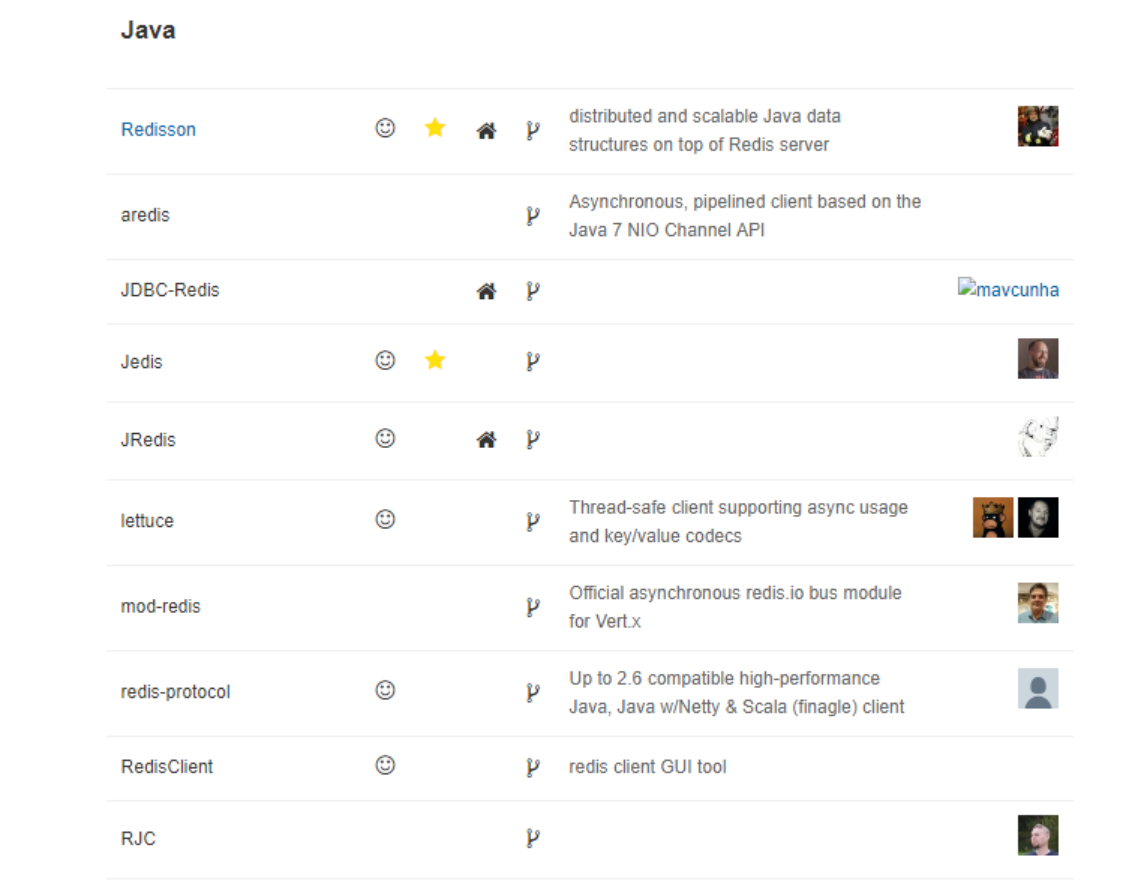 Java
Redisson
distributed and scalable Java data
structures on top of Redis server
aredis
Asynchronous, pipelined client based on the
Java 7 NIO Channel API
JDBC-Redis
mavcunha
Jedis
JRedis
lettuce
Thread-safe client supporting async usage
and key/value codecs
mod-redis
Official asynchronous redis.io bus module
for Vert.x
redis-protocol
Up to 2.6 compatible high-performance
Java, Java w/Netty & Scala (finagle) client
RedisClient
redis client GUI tool
RJC